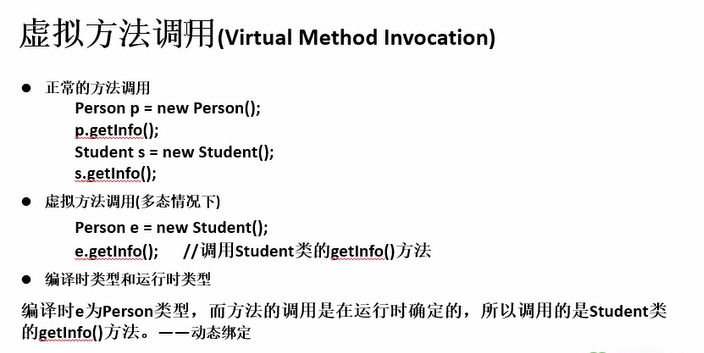 虚拟方法调用(Virtual Method Invocation)
● 正常的方法调用
Person p = new Person();
p.getInfo();
Student s = new Student();
s.getInfo();
● 虚拟方法调用(多态情况下)
Person e = new Student();
e.getInfo(); //调用Student类的getInfo()方法
● 编译时类型和运行时类型
编译时e为Person类型，而方法的调用是在运行时确定的，所以调用的是Student类
的getInfo()方法。——动态绑定